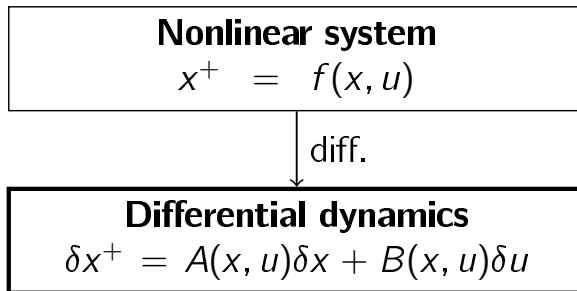 Nonlinear system
x⁺ = f(x, u)
diff.
Differential dynamics
δx⁺ = A(x, u)δx + B(x, u)δu